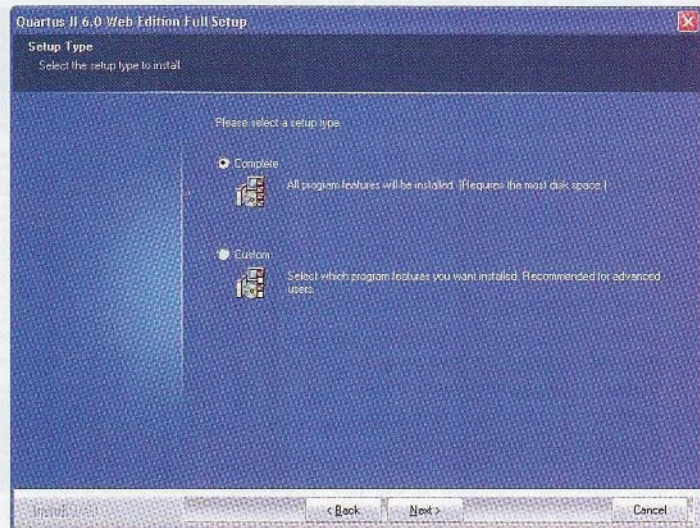 Quartus II 6.0 Web Edition Full Setup
Setup Type
Select the setup type to install.
Please select a setup type.
Complete
All program features will be installed. (Requires the most disk space.)
Custom
Select which program features you want installed. Recommended for advanced
users.
InstallShield
< Back
Next >
Cancel